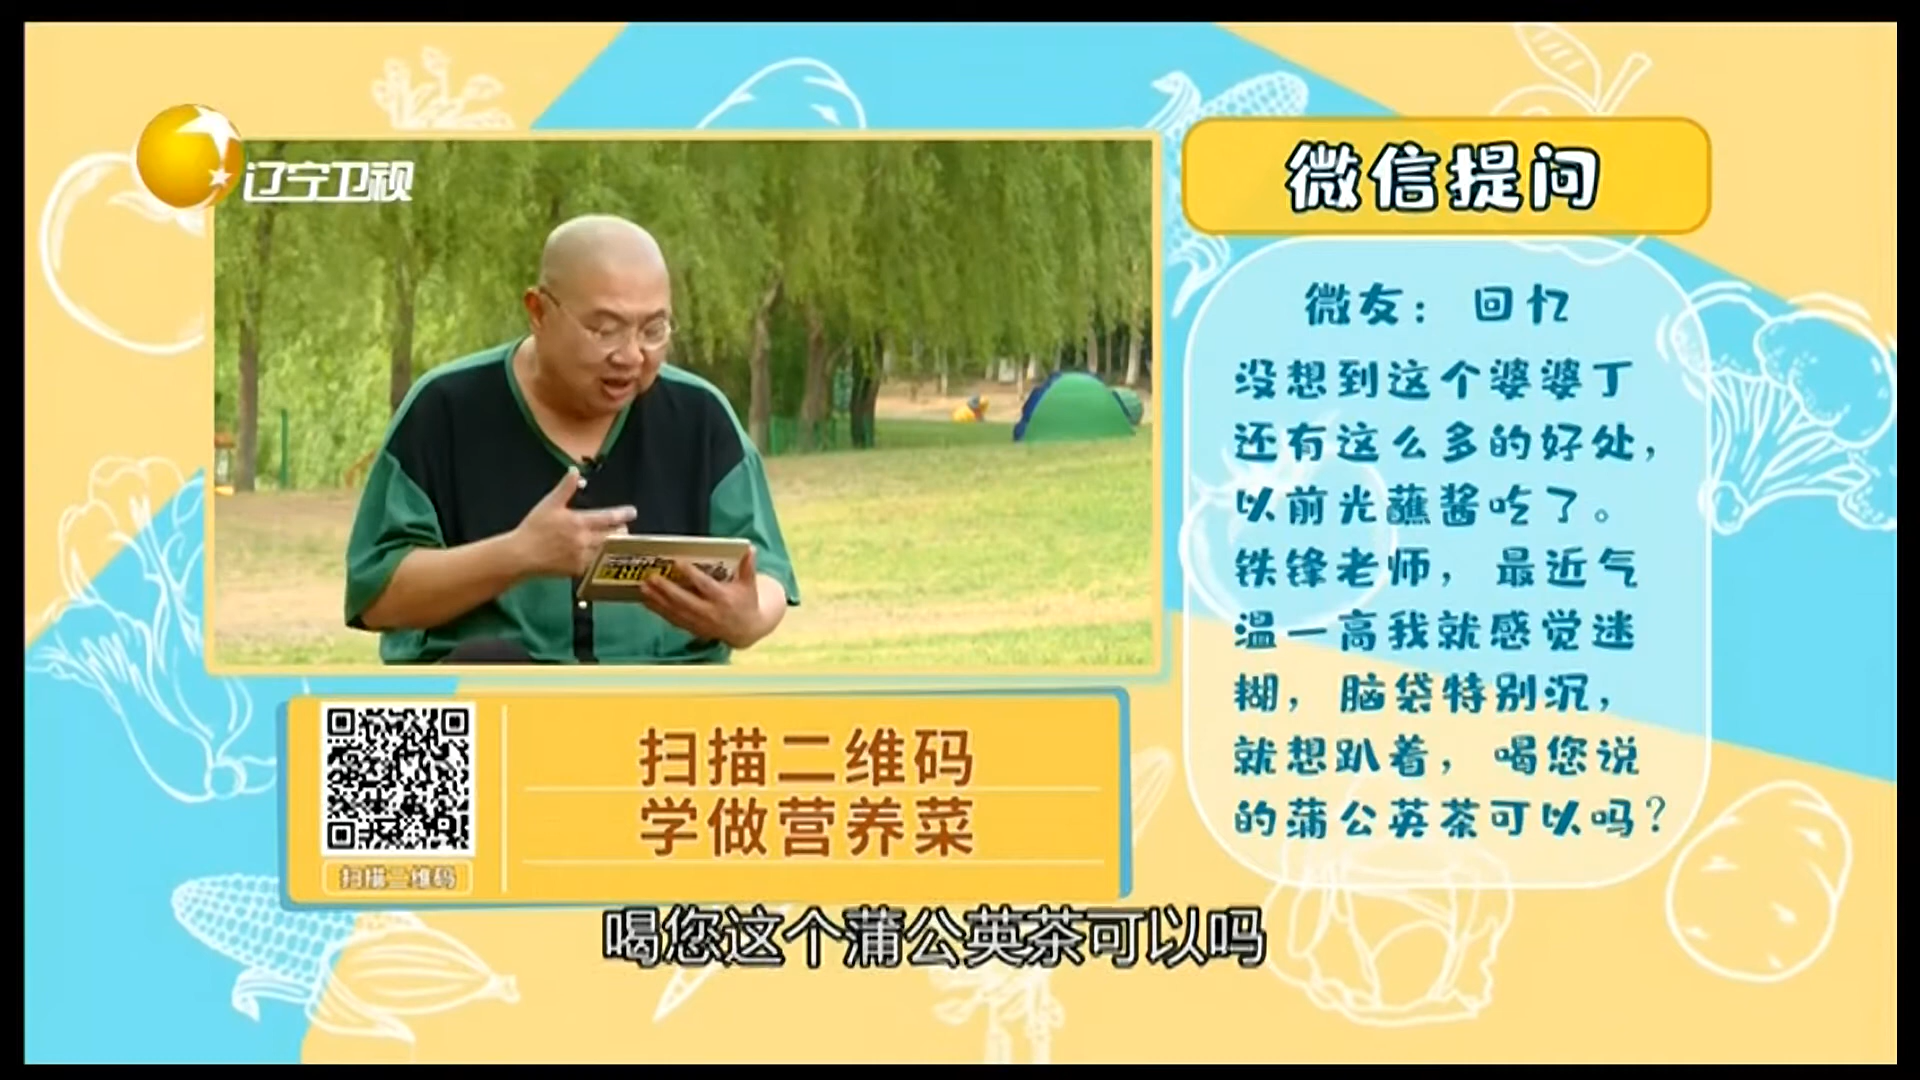 辽宁卫视
微信提问
微友： 回忆
没想到这个婆婆丁
还有这么多的好处，
以前光蘸酱吃了。
铁锋老师，最近气
温一高我就感觉迷
糊，脑袋特别沉，
就想趴着，喝您说
的蒲公英茶可以吗？
扫描二维码
学做营养菜
扫描二维码
喝您这个蒲公英茶可以吗